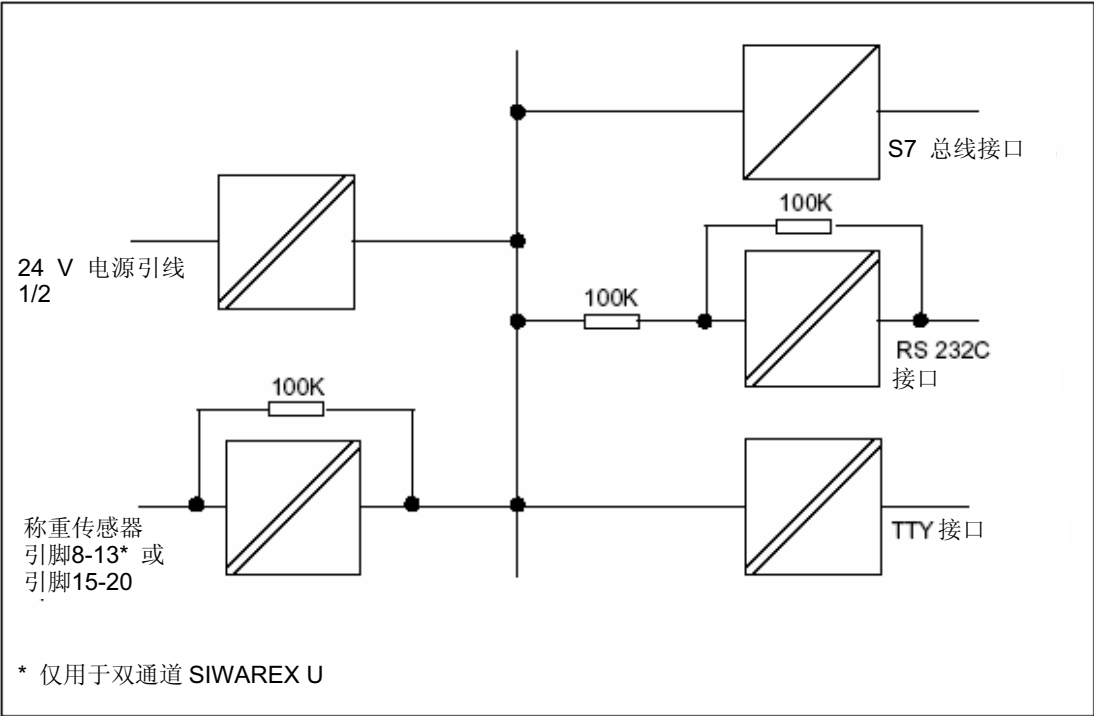 S7 总线接口
100K
24 V 电源引线
1/2
100K
RS 232C
接口
100K
称重传感器
引脚8-13* 或
引脚15-20
TTY 接口
* 仅用于双通道 SIWAREX U